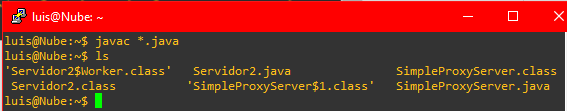 luis@Nube: ~
luis@Nube:~$ javac *.java
luis@Nube:~$ ls
'Servidor2$Worker.class'   Servidor2.java               SimpleProxyServer.class
 Servidor2.class          'SimpleProxyServer$1.class'   SimpleProxyServer.java
luis@Nube:~$